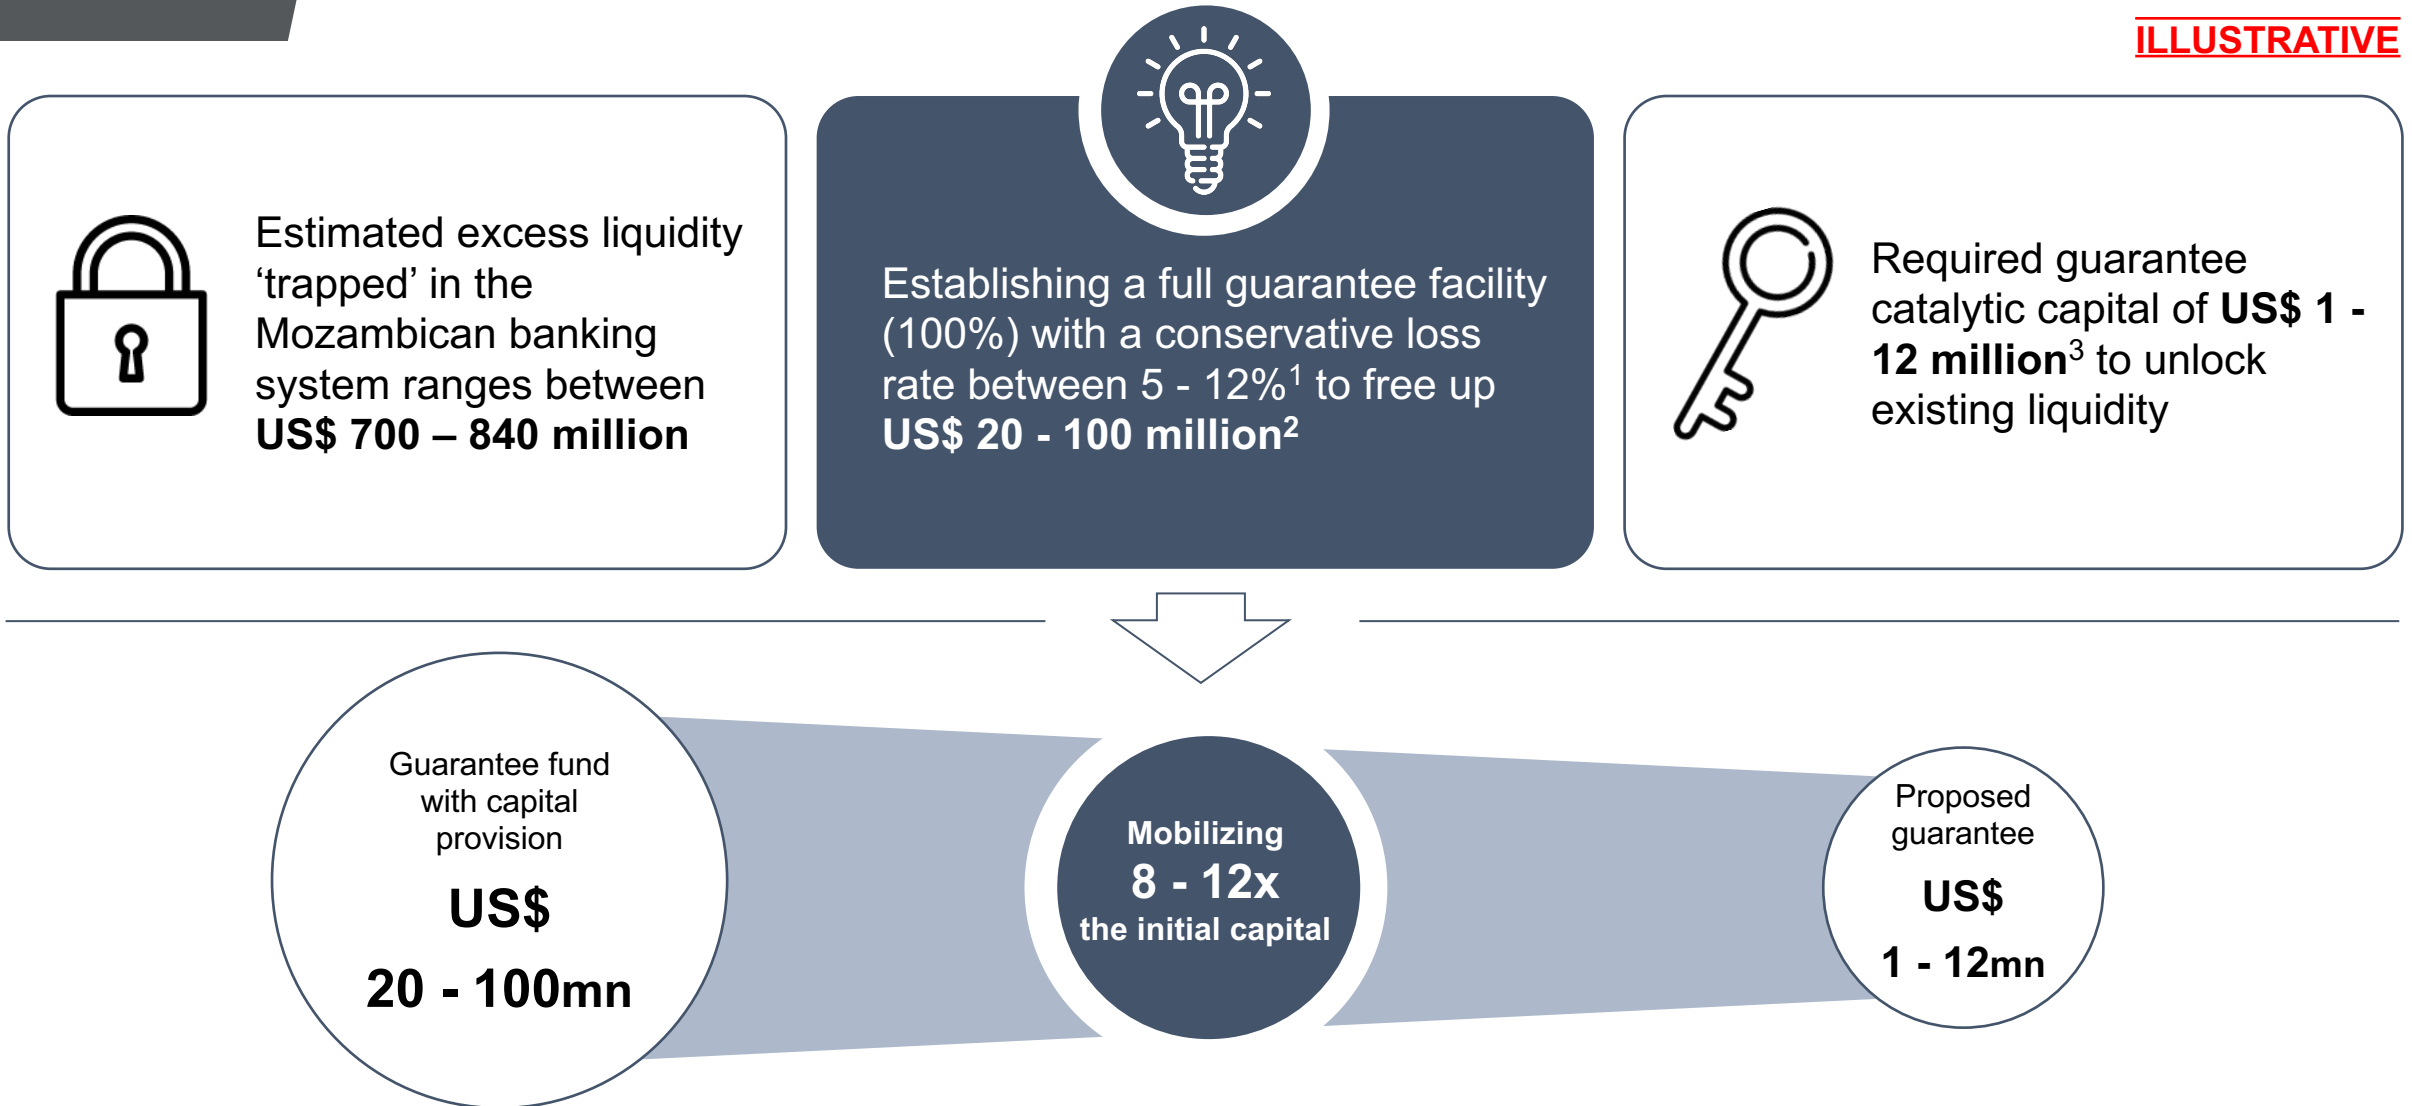 ILLUSTRATIVE
Estimated excess liquidity
‘trapped’ in the
Mozambican banking
system ranges between
US$ 700 – 840 million
Establishing a full guarantee facility
(100%) with a conservative loss
rate between 5 - 12%¹ to free up
US$ 20 - 100 million²
Required guarantee
catalytic capital of US$ 1 -
12 million³ to unlock
existing liquidity
Guarantee fund
with capital
provision
US$
20 - 100mn
Mobilizing
8 - 12x
the initial capital
Proposed
guarantee
US$
1 - 12mn